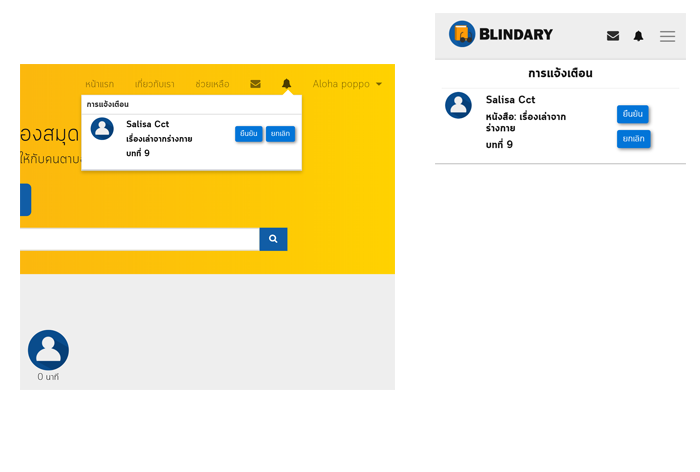 หน้าแรก เกี่ยวกับเรา ช่วยเหลือ Aloha poppo
การแจ้งเตือน
Salisa Cct
เรื่องเล่าจากร่างกาย
บทที่ 9
ยืนยัน ยกเลิก
องสมุด
ให้กับคนตาบ
0 นาที
BLINDARY
การแจ้งเตือน
Salisa Cct
หนังสือ: เรื่องเล่าจาก
ร่างกาย
บทที่ 9
ยืนยัน
ยกเลิก